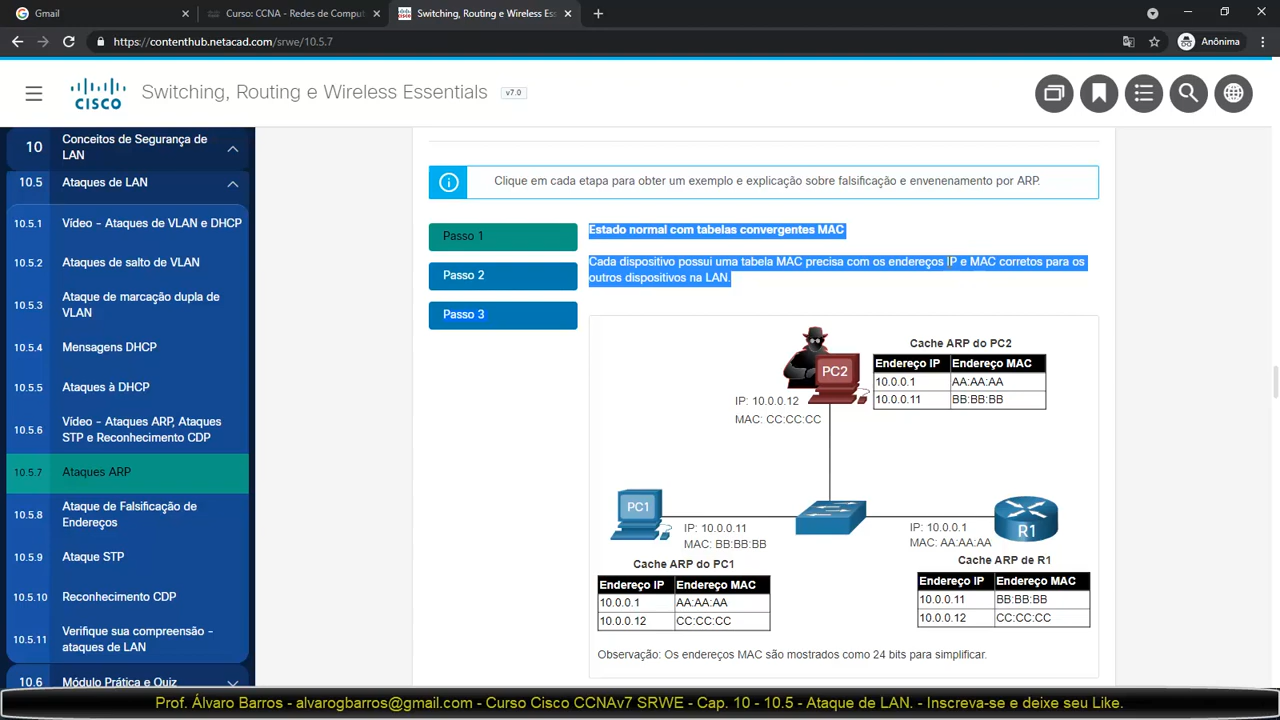 Gmail
Curso: CCNA - Redes de Comput
Switching, Routing e Wireless Ess
https://contenthub.netacad.com/srwe/10.5.7
Anônima
CISCO
Switching, Routing e Wireless Essentials
v7.0
10
Conceitos de Segurança de
LAN
10.5
Ataques de LAN
10.5.1
Vídeo - Ataques de VLAN e DHCP
10.5.2
Ataques de salto de VLAN
10.5.3
Ataque de marcação dupla de
VLAN
10.5.4
Mensagens DHCP
10.5.5
Ataques à DHCP
10.5.6
Vídeo - Ataques ARP, Ataques
STP e Reconhecimento CDP
10.5.7
Ataques ARP
10.5.8
Ataque de Falsificação de
Endereços
10.5.9
Ataque STP
10.5.10
Reconhecimento CDP
10.5.11
Verifique sua compreensão -
ataques de LAN
10.6
Módulo Prática e Quiz
Clique em cada etapa para obter um exemplo e explicação sobre falsificação e envenenamento por ARP.
Passo 1
Passo 2
Passo 3
Estado normal com tabelas convergentes MAC
Cada dispositivo possui uma tabela MAC precisa com os endereços IP e MAC corretos para os
outros dispositivos na LAN.
PC2
IP: 10.0.0.12
MAC: CC:CC:CC
Cache ARP do PC2
Endereço IP Endereço MAC
10.0.0.1 AA:AA:AA
10.0.0.11 BB:BB:BB
PC1
IP: 10.0.0.11
MAC: BB:BB:BB
IP: 10.0.0.1
MAC: AA:AA:AA
R1
Cache ARP do PC1
Endereço IP Endereço MAC
10.0.0.1 AA:AA:AA
10.0.0.12 CC:CC:CC
Cache ARP de R1
Endereço IP Endereço MAC
10.0.0.11 BB:BB:BB
10.0.0.12 CC:CC:CC
Observação: Os endereços MAC são mostrados como 24 bits para simplificar.
Prof. Álvaro Barros - alvarogbarros@gmail.com - Curso Cisco CCNAv7 SRWE - Cap. 10 - 10.5 - Ataque de LAN. - Inscreva-se e deixe seu Like.